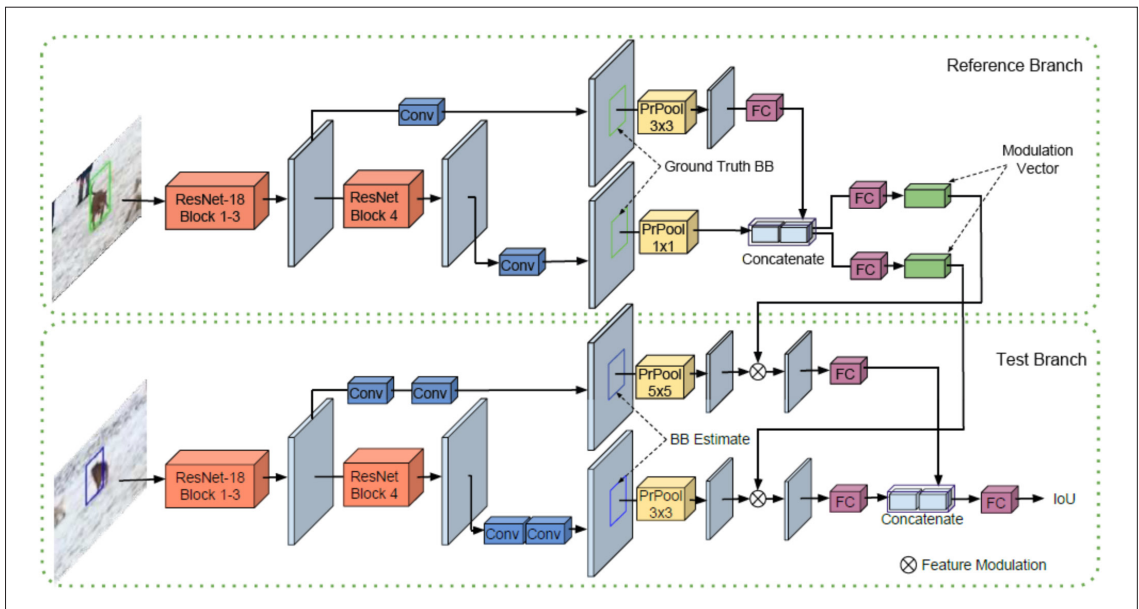 Reference Branch
Conv
PrPool
3x3
FC
Ground Truth BB
Modulation
Vector
ResNet-18
Block 1-3
ResNet
Block 4
Conv
PrPool
1x1
Concatenate
FC
FC
Test Branch
Conv
Conv
PrPool
5x5
FC
BB Estimate
ResNet-18
Block 1-3
ResNet
Block 4
Conv
Conv
PrPool
3x3
FC
Concatenate
FC
IoU
Feature Modulation